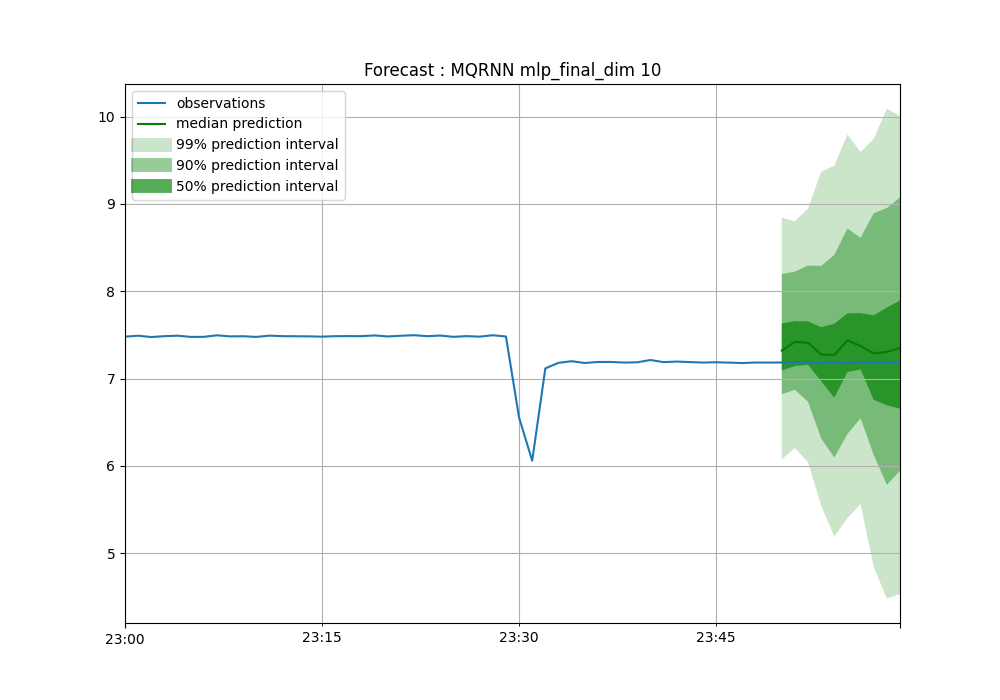 Forecast : MQRNN mlp_final_dim 10
observations
median prediction
99% prediction interval
90% prediction interval
50% prediction interval
10
9
8
7
6
5
23:00
23:15
23:30
23:45